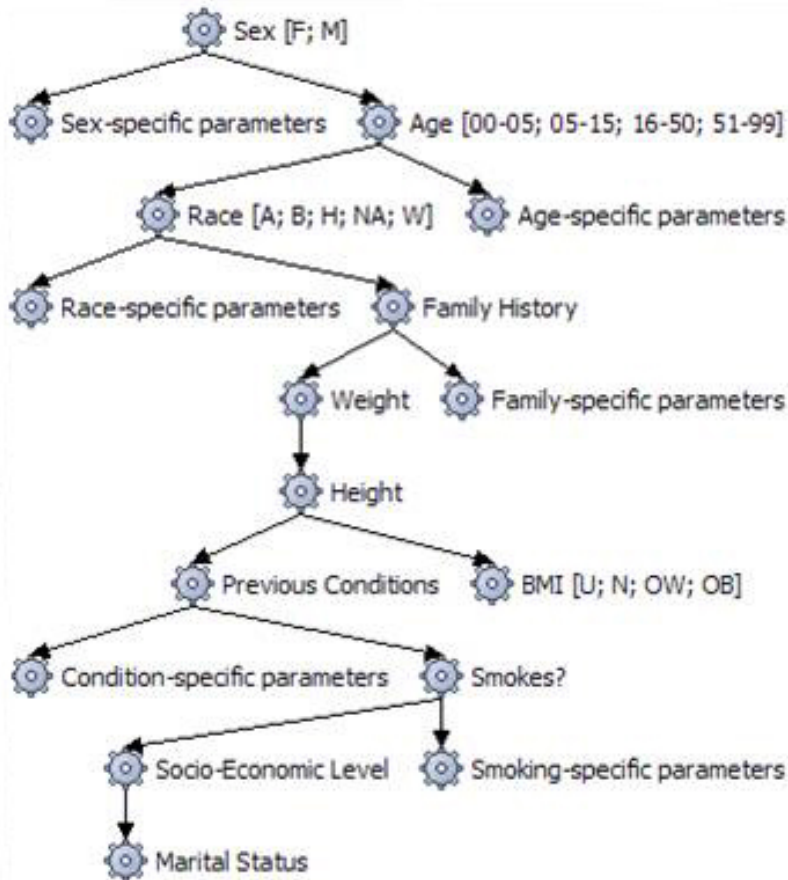 Sex [F; M]
Sex-specific parameters
Age [00-05; 05-15; 16-50; 51-99]
Race [A; B; H; NA; W]
Age-specific parameters
Race-specific parameters
Family History
Weight
Family-specific parameters
Height
Previous Conditions
BMI [U; N; OW; OB]
Condition-specific parameters
Smokes?
Socio-Economic Level
Smoking-specific parameters
Marital Status